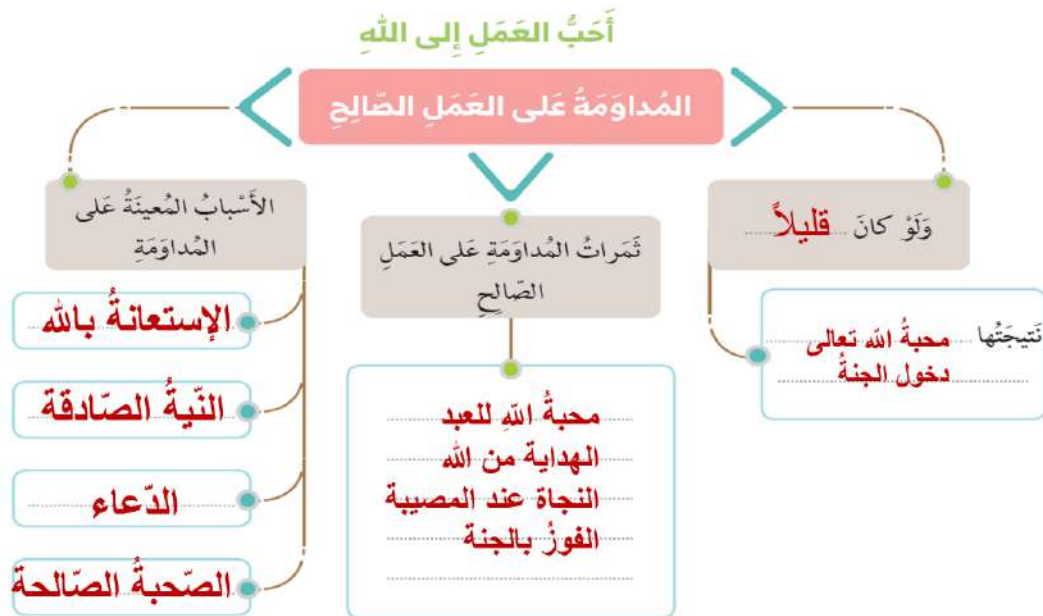 أَحَبُّ العَمَلِ إِلى اللهِ
المُداوَمَةُ عَلى العَمَلِ الصّالِحِ
وَلَوْ كانَ قليلاً
نَتيجَتُها محبةُ الله تعالى
دخول الجنةُ
ثَمَراتُ المُداوَمَةِ عَلى العَمَلِ
الصّالِحِ
محبةُ اللهِ للعبد
الهداية من الله
النجاة عند المصيبة
الفوزُ بالجنة
الأَسْبابُ المُعينَةُ عَلى
المُداوَمَةِ
الإستعانةُ بالله
النّيةُ الصّادقة
الدّعاء
الصّحبةُ الصّالحة